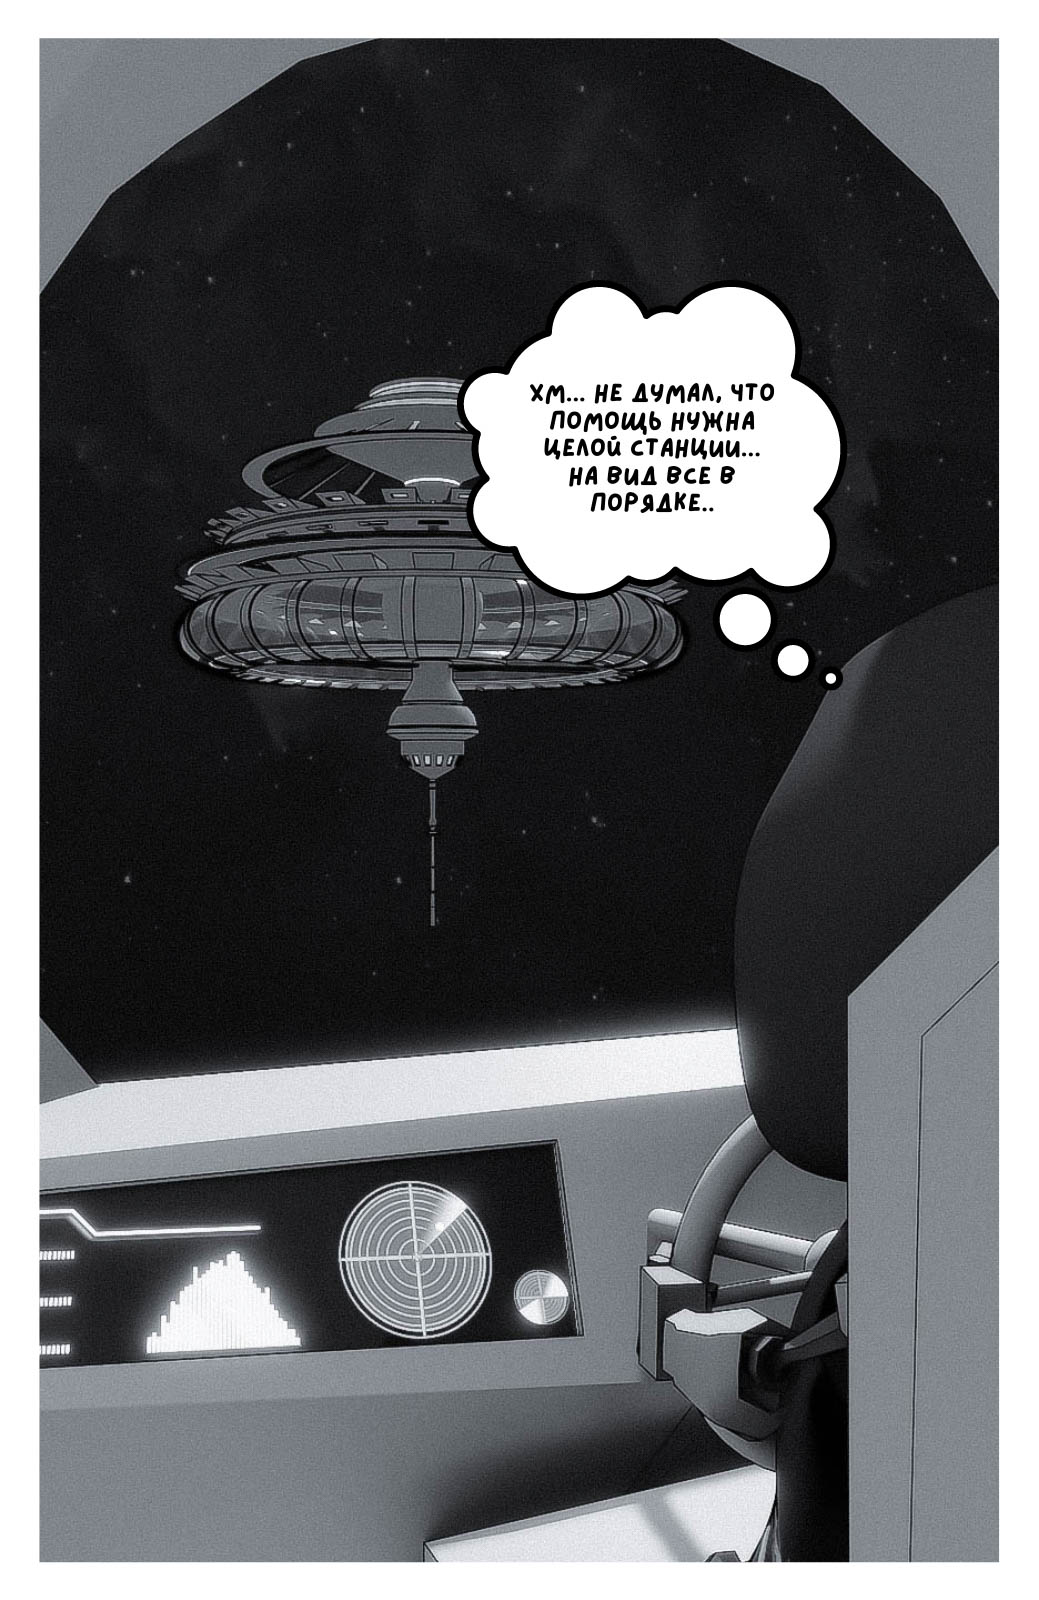 ХМ... НЕ ДУМАЛ, ЧТО
ПОМОЩЬ НУЖНА
ЦЕЛОЙ СТАНЦИИ...
НА ВИД ВСЕ В
ПОРЯДКЕ..